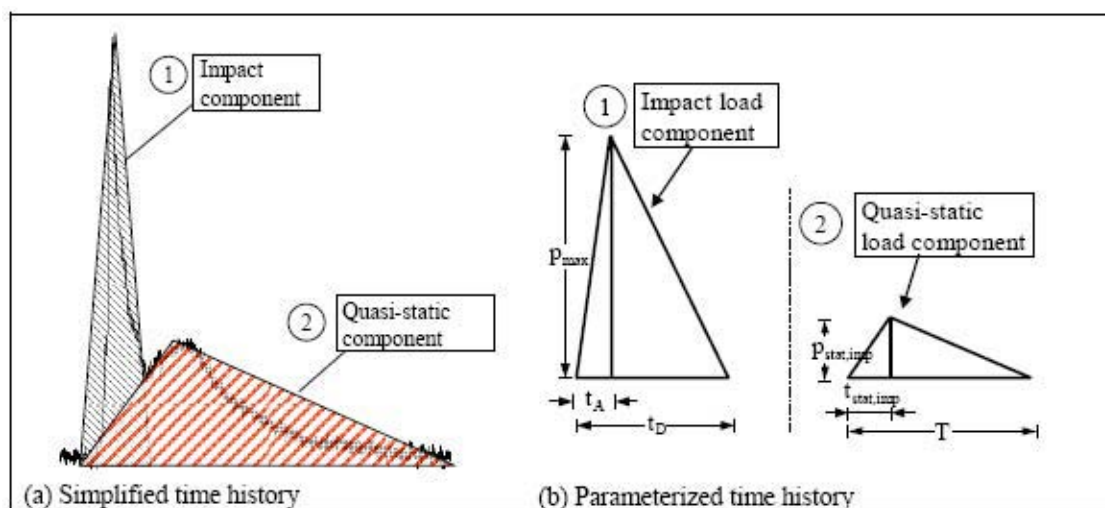 1
Impact
component
2
Quasi-static
component
(a) Simplified time history
1
Impact load
component
p_max
t_A
t_D
2
Quasi-static
load component
p_stat,imp
t_stat,imp
T
(b) Parameterized time history